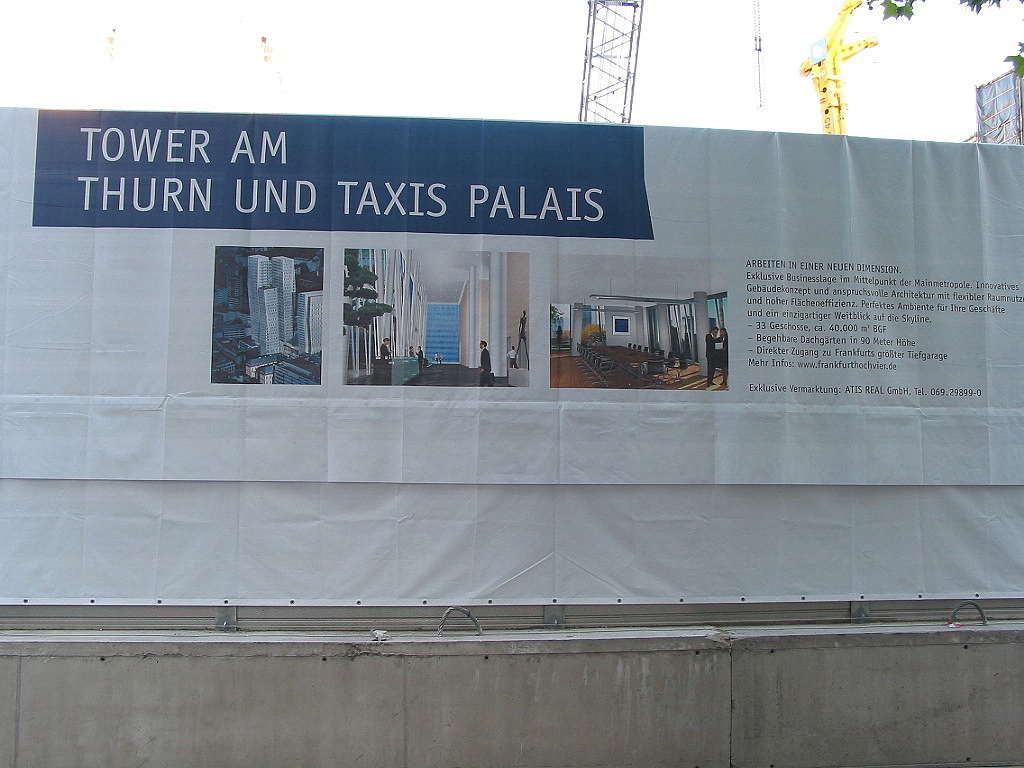 TOWER AM
THURN UND TAXIS PALAIS
ARBEITEN IN EINER NEUEN DIMENSION.
Exklusive Businesslage im Mittelpunkt der Mainmetropole. Innovatives
Gebäudekonzept und anspruchsvolle Architektur mit flexibler Raumnutz
und hoher Flächeneffizienz. Perfektes Ambiente für Ihre Geschäfte
und ein einzigartiger Weitblick auf die Skyline.
– 33 Geschosse, ca. 40.000 m² BGF
– Begehbare Dachgärten in 90 Meter Höhe
– Direkter Zugang zu Frankfurts größter Tiefgarage
Mehr Infos: www.frankfurthochvier.de
Exklusive Vermarktung: ATIS REAL GmbH, Tel. 069.29899-0